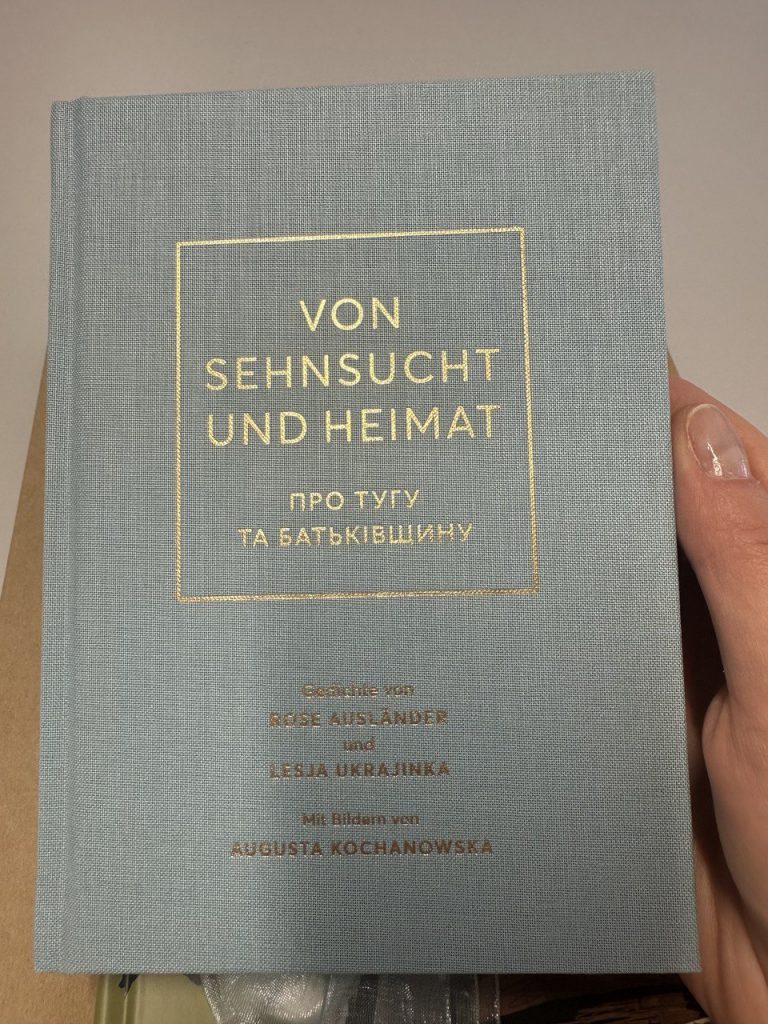 VON
SEHNSUCHT
UND HEIMAT
ПРО ТУГУ
ТА БАТЬКІВЩИНУ
Gedichte von
ROSE AUSLÄNDER
und
LESJA UKRAJINKA
Mit Bildern von
AUGUSTA KOCHANOWSKA